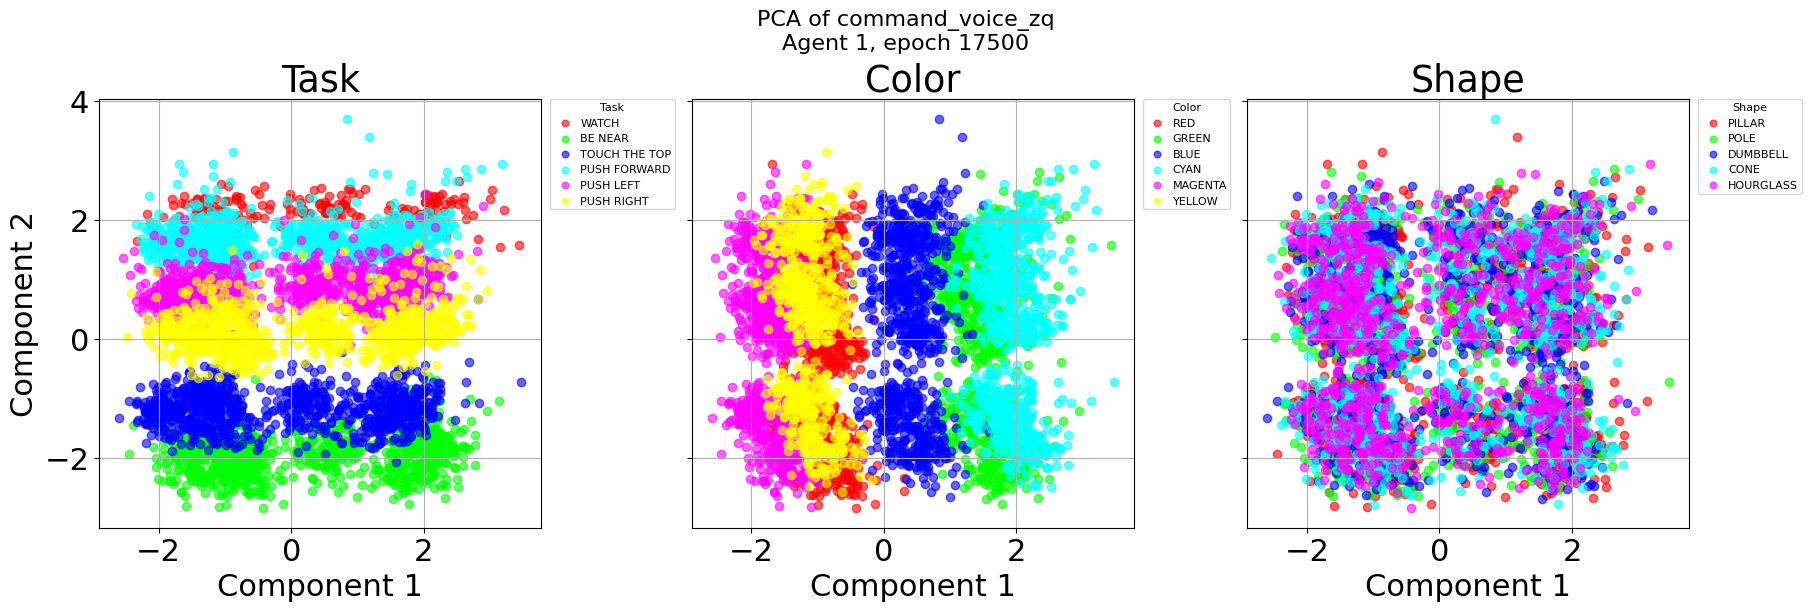 PCA of command_voice_zq
Agent 1, epoch 17500
Task
Color
Shape
4
2
0
−2
Component 2
−2 0 2
Component 1
−2 0 2
Component 1
−2 0 2
Component 1
Task
WATCH
BE NEAR
TOUCH THE TOP
PUSH FORWARD
PUSH LEFT
PUSH RIGHT
Color
RED
GREEN
BLUE
CYAN
MAGENTA
YELLOW
Shape
PILLAR
POLE
DUMBBELL
CONE
HOURGLASS